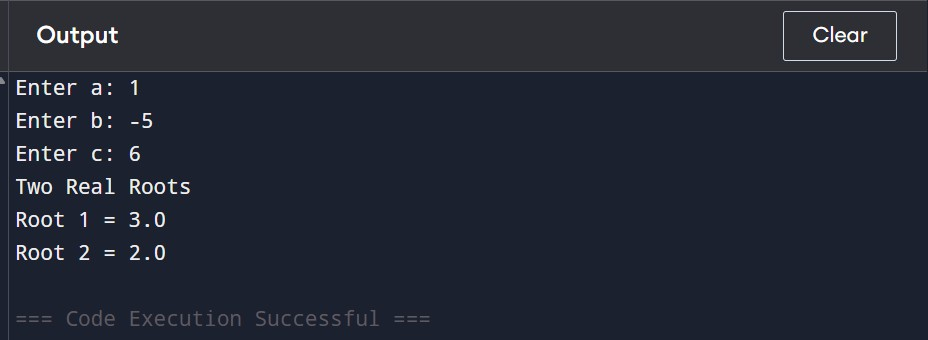 Output
Clear
Enter a: 1
Enter b: -5
Enter c: 6
Two Real Roots
Root 1 = 3.0
Root 2 = 2.0
=== Code Execution Successful ===